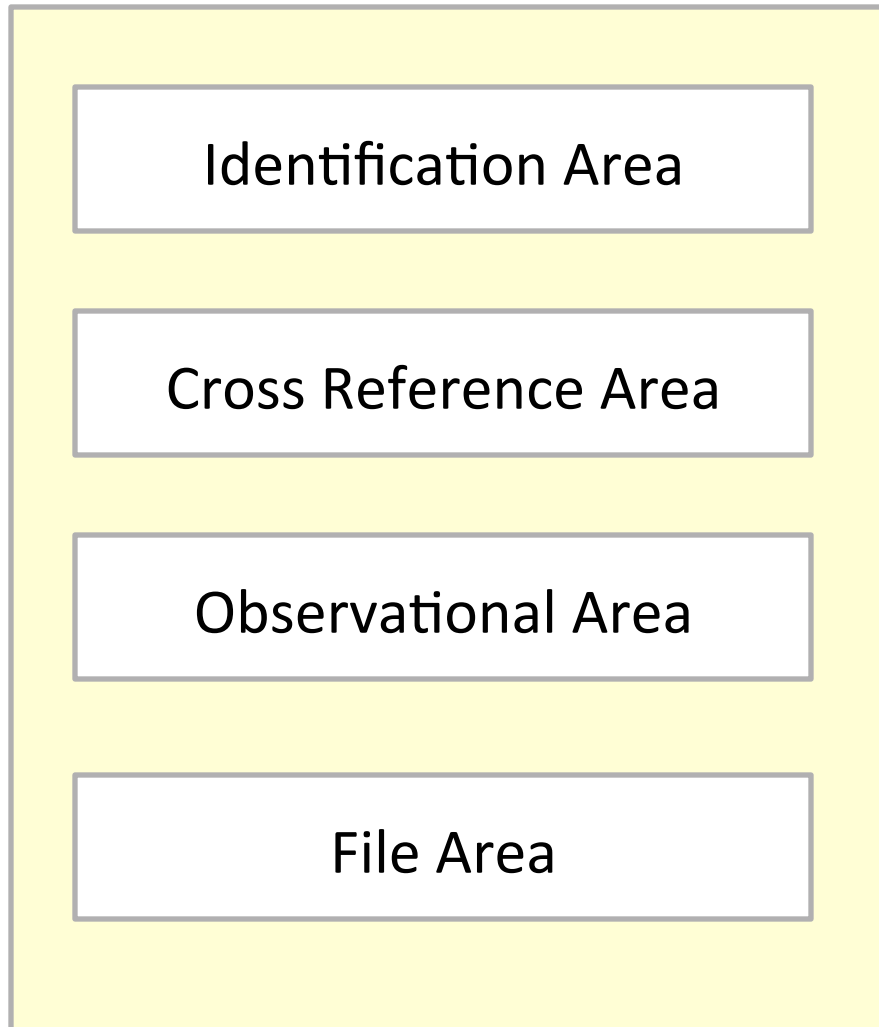 Identification Area
Cross Reference Area
Observational Area
File Area